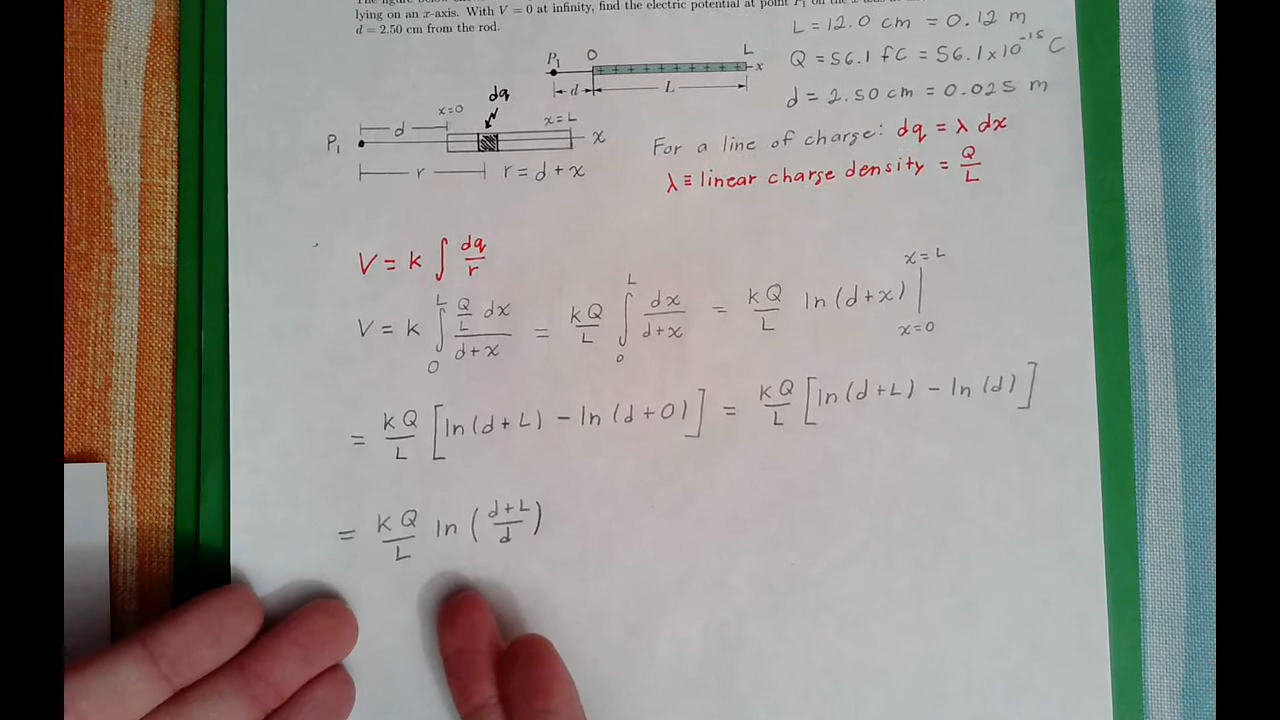 lying on an x-axis. With V = 0 at infinity, find the electric potential at point P₁ on the
d = 2.50 cm from the rod.
L = 12.0 cm = 0.12 m
Q = 56.1 fC = 56.1 x 10⁻¹⁵ C
d = 2.50 cm = 0.025 m
P₁ O L x
d L
dq
x=0 x=L
d
P₁ x
r r = d + x
For a line of charge: dq = λ dx
λ ≡ linear charge density = Q/L
V = k ∫ dq/r
V = k ∫₀ᴸ (Q/L dx)/(d+x) = kQ/L ∫₀ᴸ dx/(d+x) = kQ/L ln(d+x) |ₓ₌₀ˣ⁼ᴸ
= kQ/L [ln(d+L) − ln(d+0)] = kQ/L [ln(d+L) − ln(d)]
= kQ/L ln((d+L)/d)